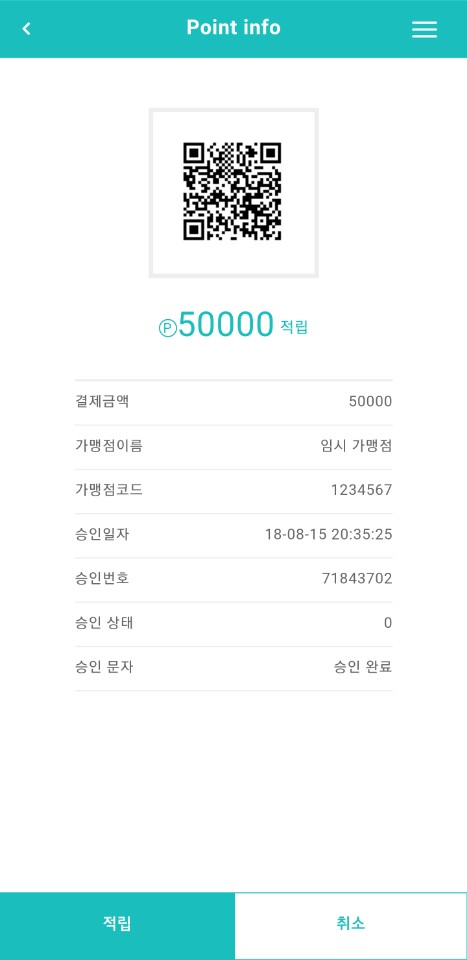 Point info
Ⓟ50000 적립
결제금액 50000
가맹점이름 임시 가맹점
가맹점코드 1234567
승인일자 18-08-15 20:35:25
승인번호 71843702
승인 상태 0
승인 문자 승인 완료
적립 취소